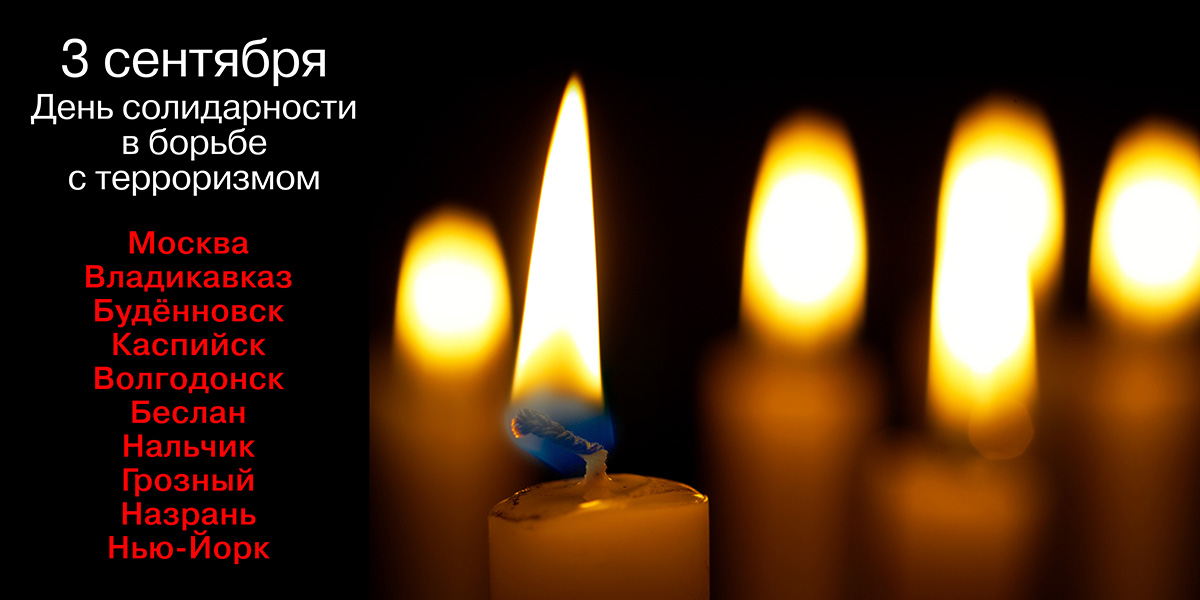 3 сентября
День солидарности
в борьбе
с терроризмом
Москва
Владикавказ
Будённовск
Каспийск
Волгодонск
Беслан
Нальчик
Грозный
Назрань
Нью-Йорк